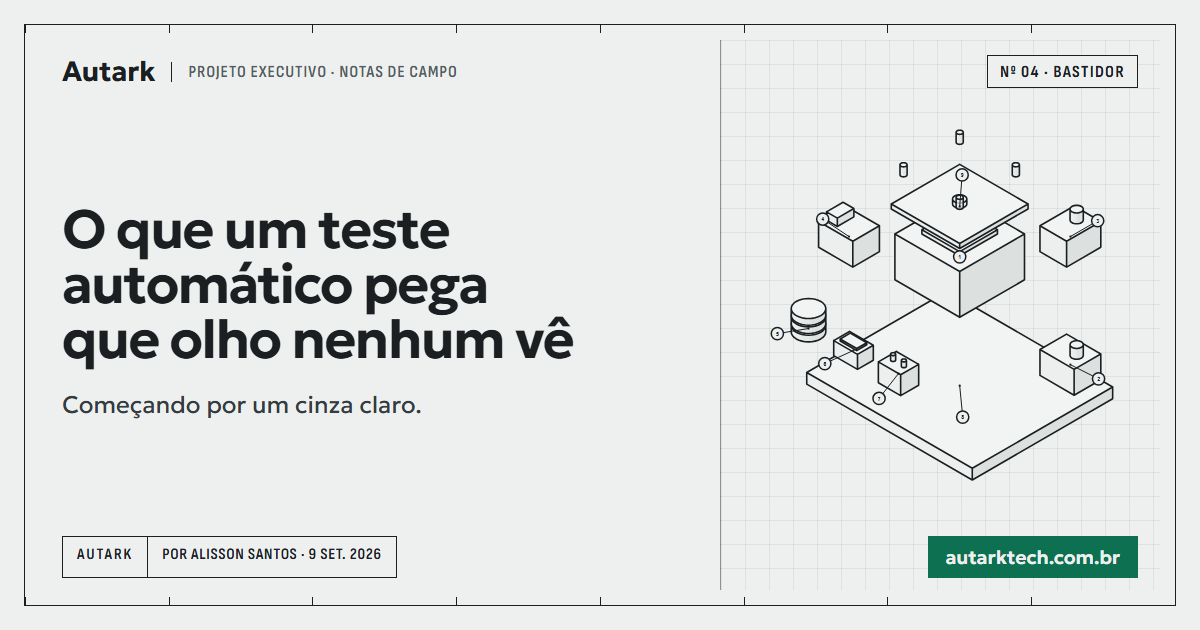 Autark
PROJETO EXECUTIVO · NOTAS DE CAMPO
Nº 04 · BASTIDOR
O que um teste
automático pega
que olho nenhum vê
Começando por um cinza claro.
AUTARK
POR ALISSON SANTOS · 9 SET. 2026
autarktech.com.br